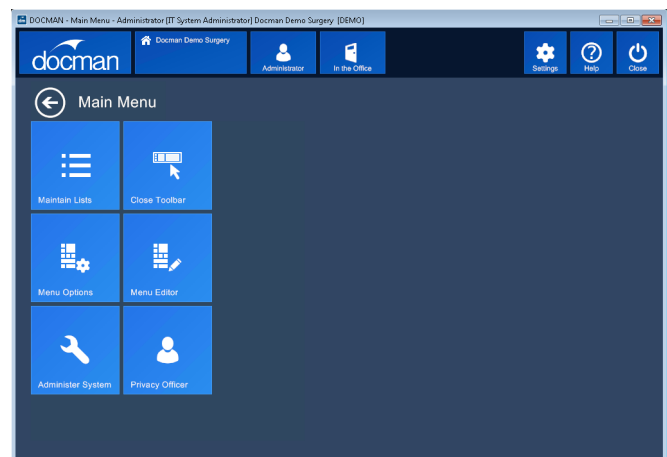 DOCMAN - Main Menu - Administrator [IT System Administrator] Docman Demo Surgery [DEMO]
docman
Docman Demo Surgery
Administrator
In the Office
Settings
Help
Close
Main Menu
Maintain Lists
Close Toolbar
Menu Options
Menu Editor
Administer System
Privacy Officer